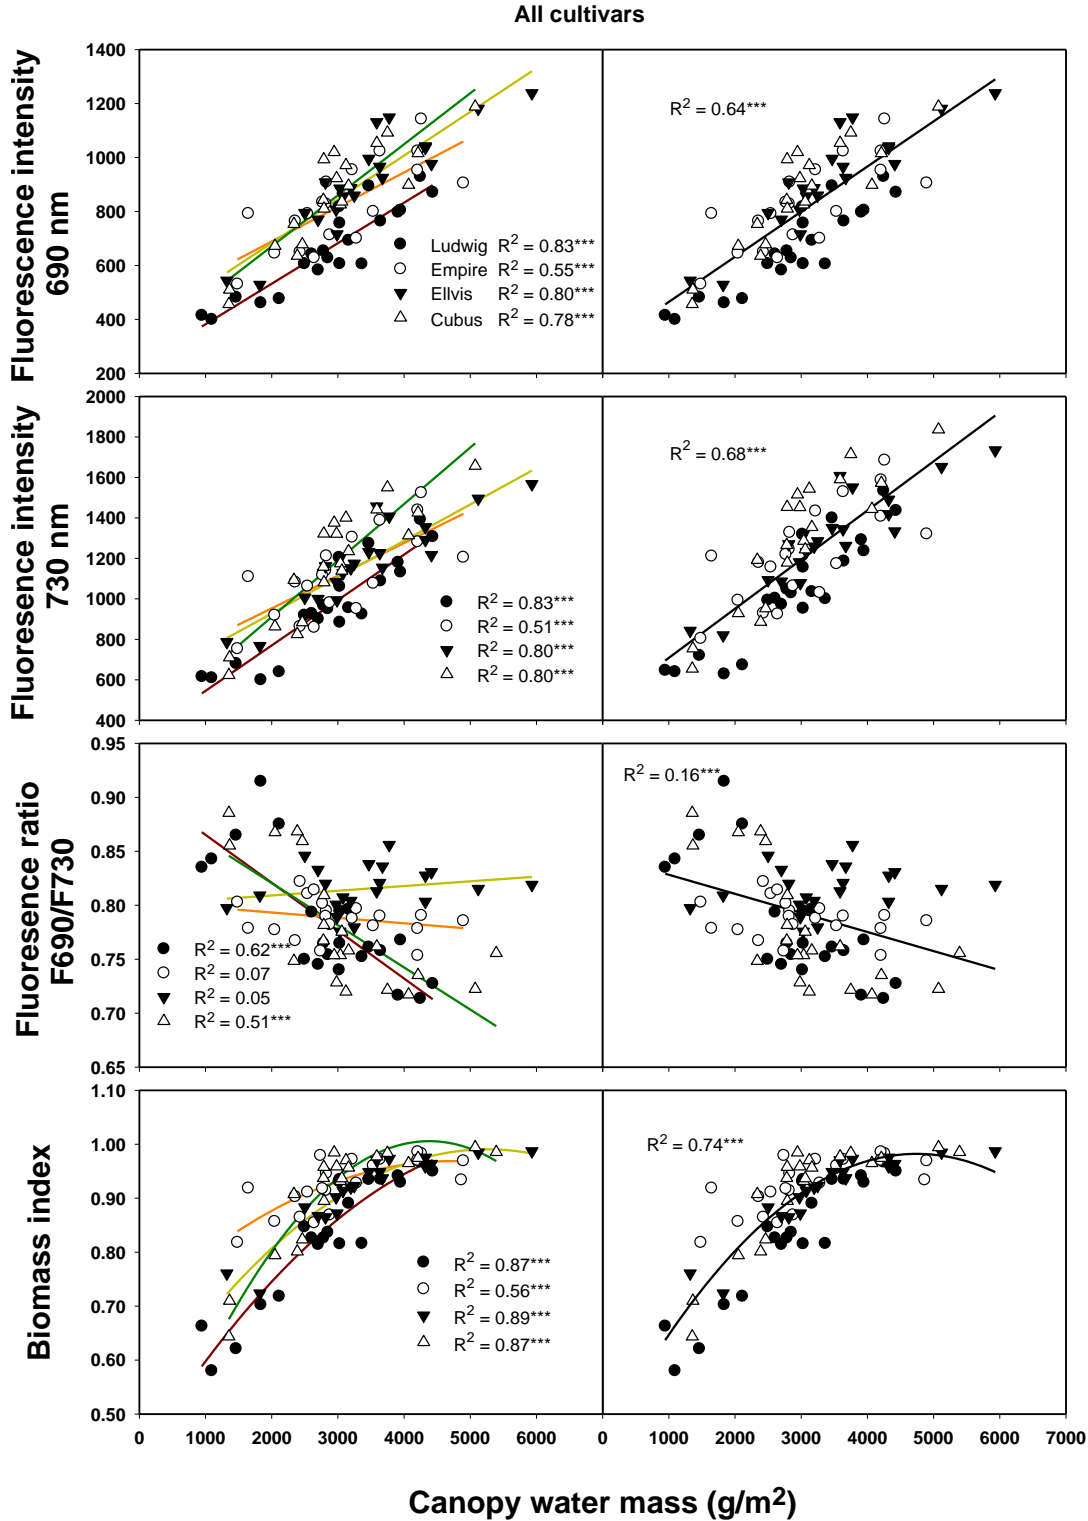 All cultivars
Fluorescence intensity
690 nm
1400
1200
1000
800
600
400
200
Ludwig R2 = 0.83***
Empire R2 = 0.55***
Ellvis R2 = 0.80***
Cubus R2 = 0.78***
R2 = 0.64***
Fluorescence intensity
730 nm
2000
1800
1600
1400
1200
1000
800
600
400
R2 = 0.83***
R2 = 0.51***
R2 = 0.80***
R2 = 0.80***
R2 = 0.68***
Fluorescence ratio
F690/F730
0.95
0.90
0.85
0.80
0.75
0.70
0.65
R2 = 0.62***
R2 = 0.07
R2 = 0.05
R2 = 0.51***
R2 = 0.16***
Biomass index
1.10
1.00
0.90
0.80
0.70
0.60
0.50
R2 = 0.87***
R2 = 0.56***
R2 = 0.89***
R2 = 0.87***
R2 = 0.74***
0 1000 2000 3000 4000 5000 6000 0 1000 2000 3000 4000 5000 6000 7000
Canopy water mass (g/m2)